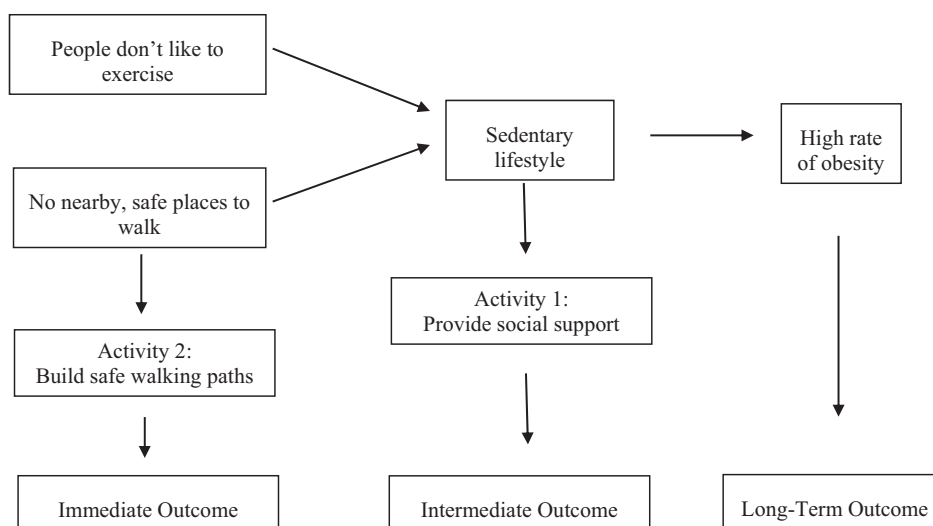 People don’t like to
exercise
Sedentary
lifestyle
High rate
of obesity
No nearby, safe places to
walk
Activity 1:
Provide social support
Activity 2:
Build safe walking paths
Immediate Outcome
Intermediate Outcome
Long-Term Outcome